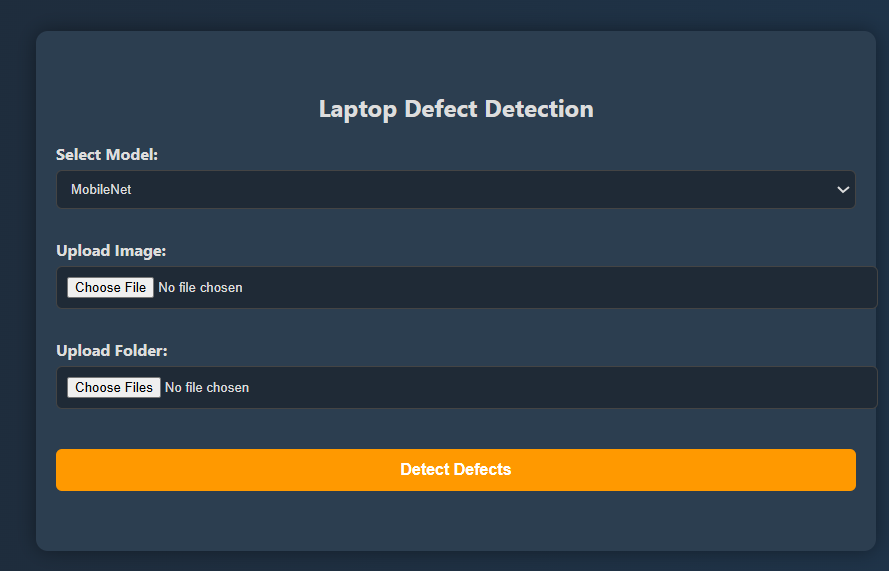 Laptop Defect Detection
Select Model:
MobileNet
Upload Image:
Choose File No file chosen
Upload Folder:
Choose Files No file chosen
Detect Defects